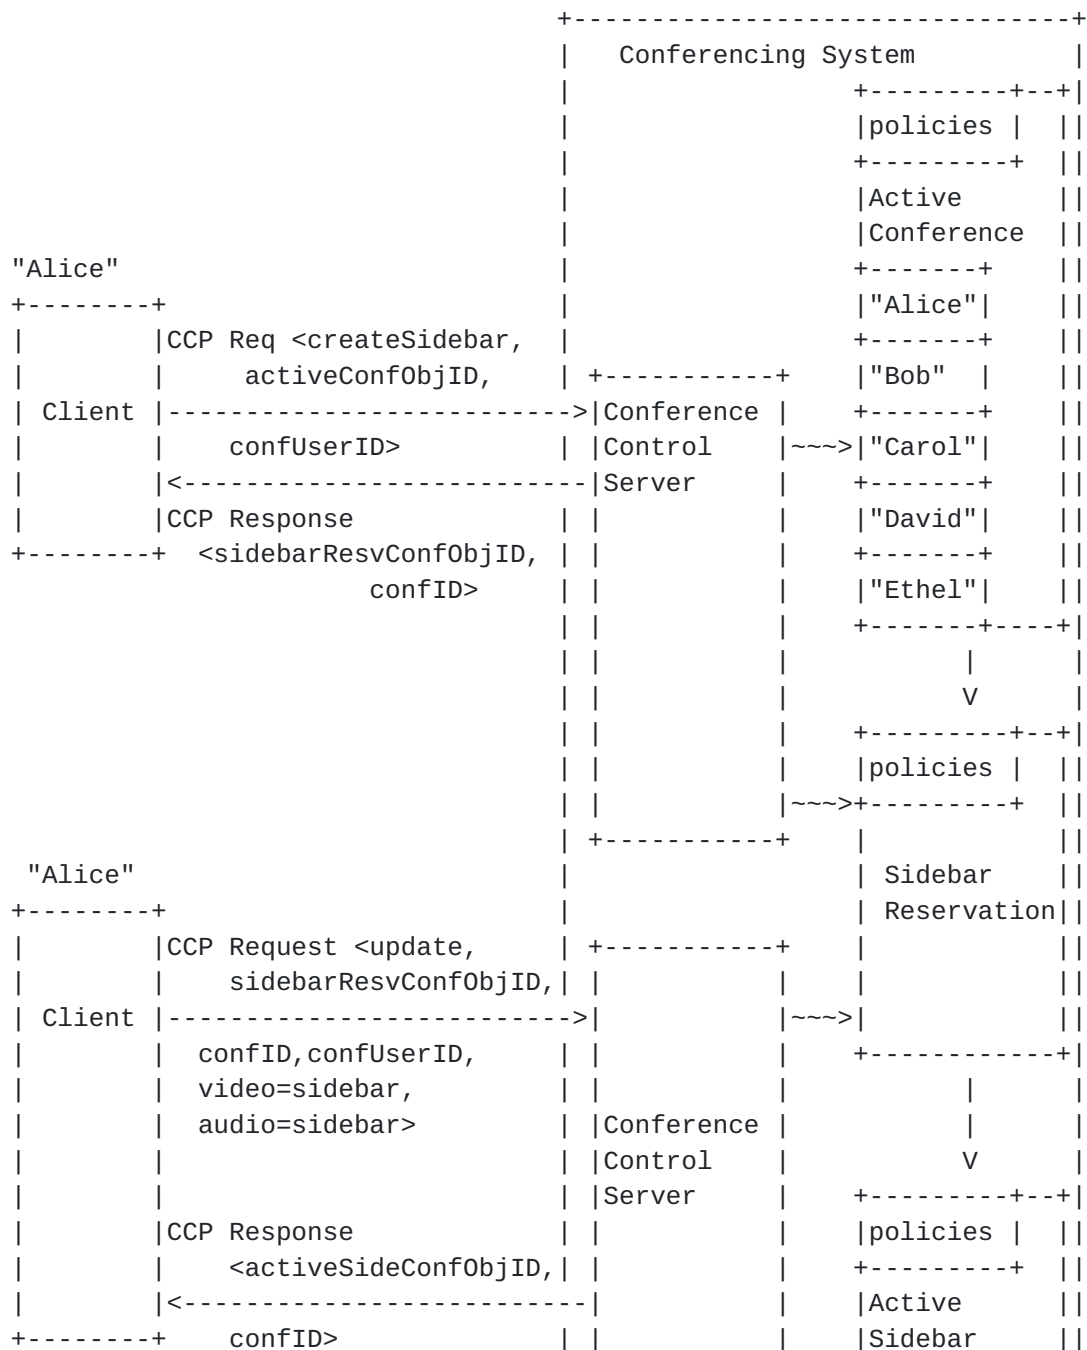 +--------------------------------+
                                    |   Conferencing System          |
                                    |                  +---------+--+|
                                    |                  |policies |  ||
                                    |                  +---------+  ||
                                    |                  |Active      ||
                                    |                  |Conference  ||
"Alice"                             |                  +-------+    ||
+--------+                          |                  |"Alice"|    ||
|        |CCP Req <createSidebar,   |                  +-------+    ||
|        |     activeConfObjID,     | +-----------+    |"Bob"  |    ||
| Client |-------------------------->|Conference |    +-------+    ||
|        |    confUserID>           | |Control    |~~~>|"Carol"|    ||
|        |<--------------------------|Server     |    +-------+    ||
|        |CCP Response              | |           |    |"David"|    ||
+--------+  <sidebarResvConfObjID,  | |           |    +-------+    ||
                       confID>      | |           |    |"Ethel"|    ||
                                    | |           |    +-------+----+|
                                    | |           |           |      |
                                    | |           |           V      |
                                    | |           |    +---------+--+|
                                    | |           |    |policies |  ||
                                    | |           |~~~>+---------+  ||
                                    | +-----------+    |            ||
 "Alice"                            |                  | Sidebar    ||
+--------+                          |                  | Reservation||
|        |CCP Request <update,      | +-----------+    |            ||
|        |    sidebarResvConfObjID,| |           |    |            ||
| Client |-------------------------->|           |~~~>|            ||
|        |  confID,confUserID,      | |           |    +------------+|
|        |  video=sidebar,          | |           |           |      |
|        |  audio=sidebar>          | |Conference |           |      |
|        |                          | |Control    |           V      |
|        |                          | |Server     |    +---------+--+|
|        |CCP Response              | |           |    |policies |  ||
|        |    <activeSideConfObjID,| |           |    +---------+  ||
|        |<--------------------------|           |    |Active      ||
+--------+    confID>               | |           |    |Sidebar     ||